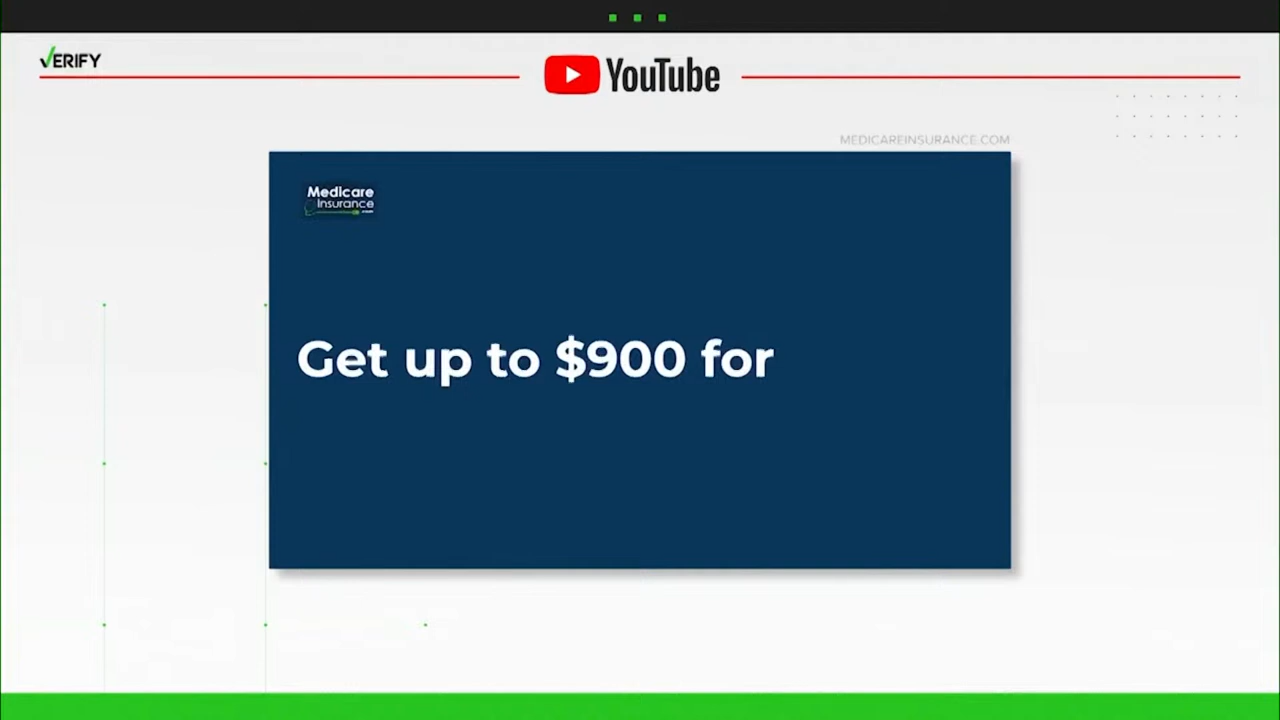 VERIFY
YouTube
MEDICAREINSURANCE.COM
Medicare
Insurance
Get up to $900 for